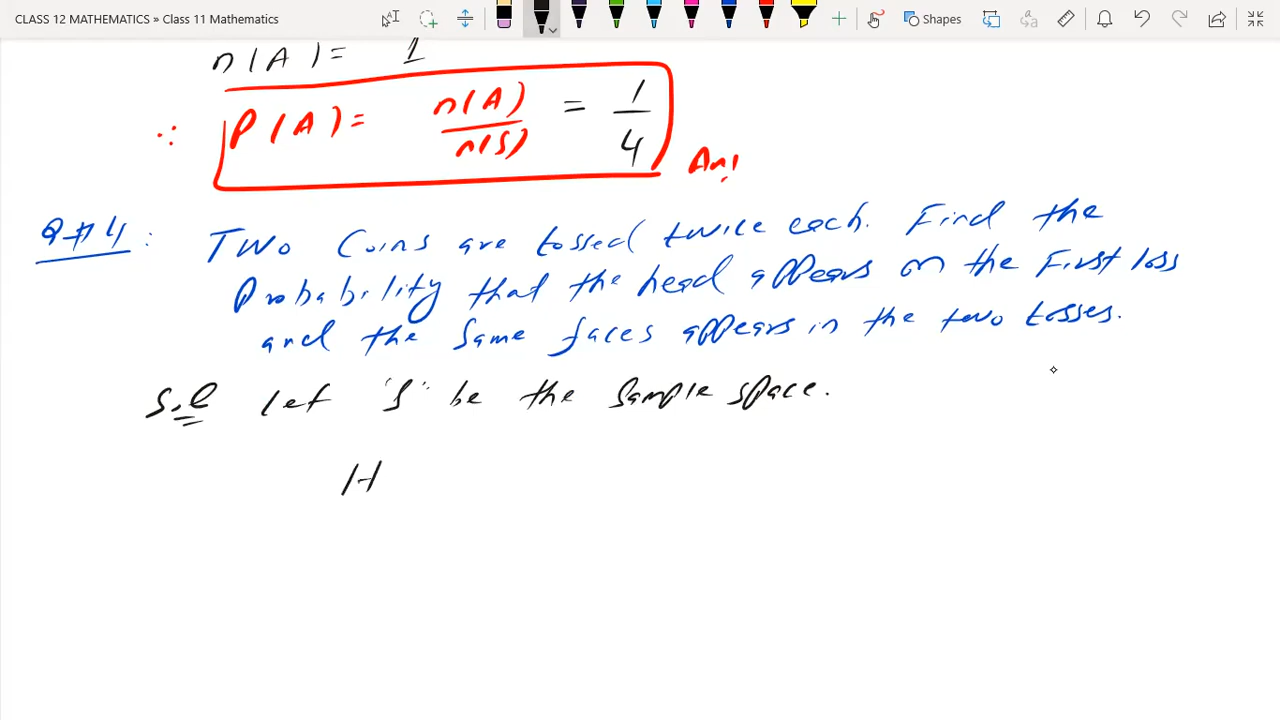 CLASS 12 MATHEMATICS » Class 11 Mathematics
Shapes
n(A) = 1
∵ P(A) = n(A)/n(S) = 1/4 Ans
Q#4: Two Coins are tossed twice each. Find the
Probability that the head appears on the First toss
and the Same faces appears in the two tosses.
Sol Let 'S' be the Sample space.
H